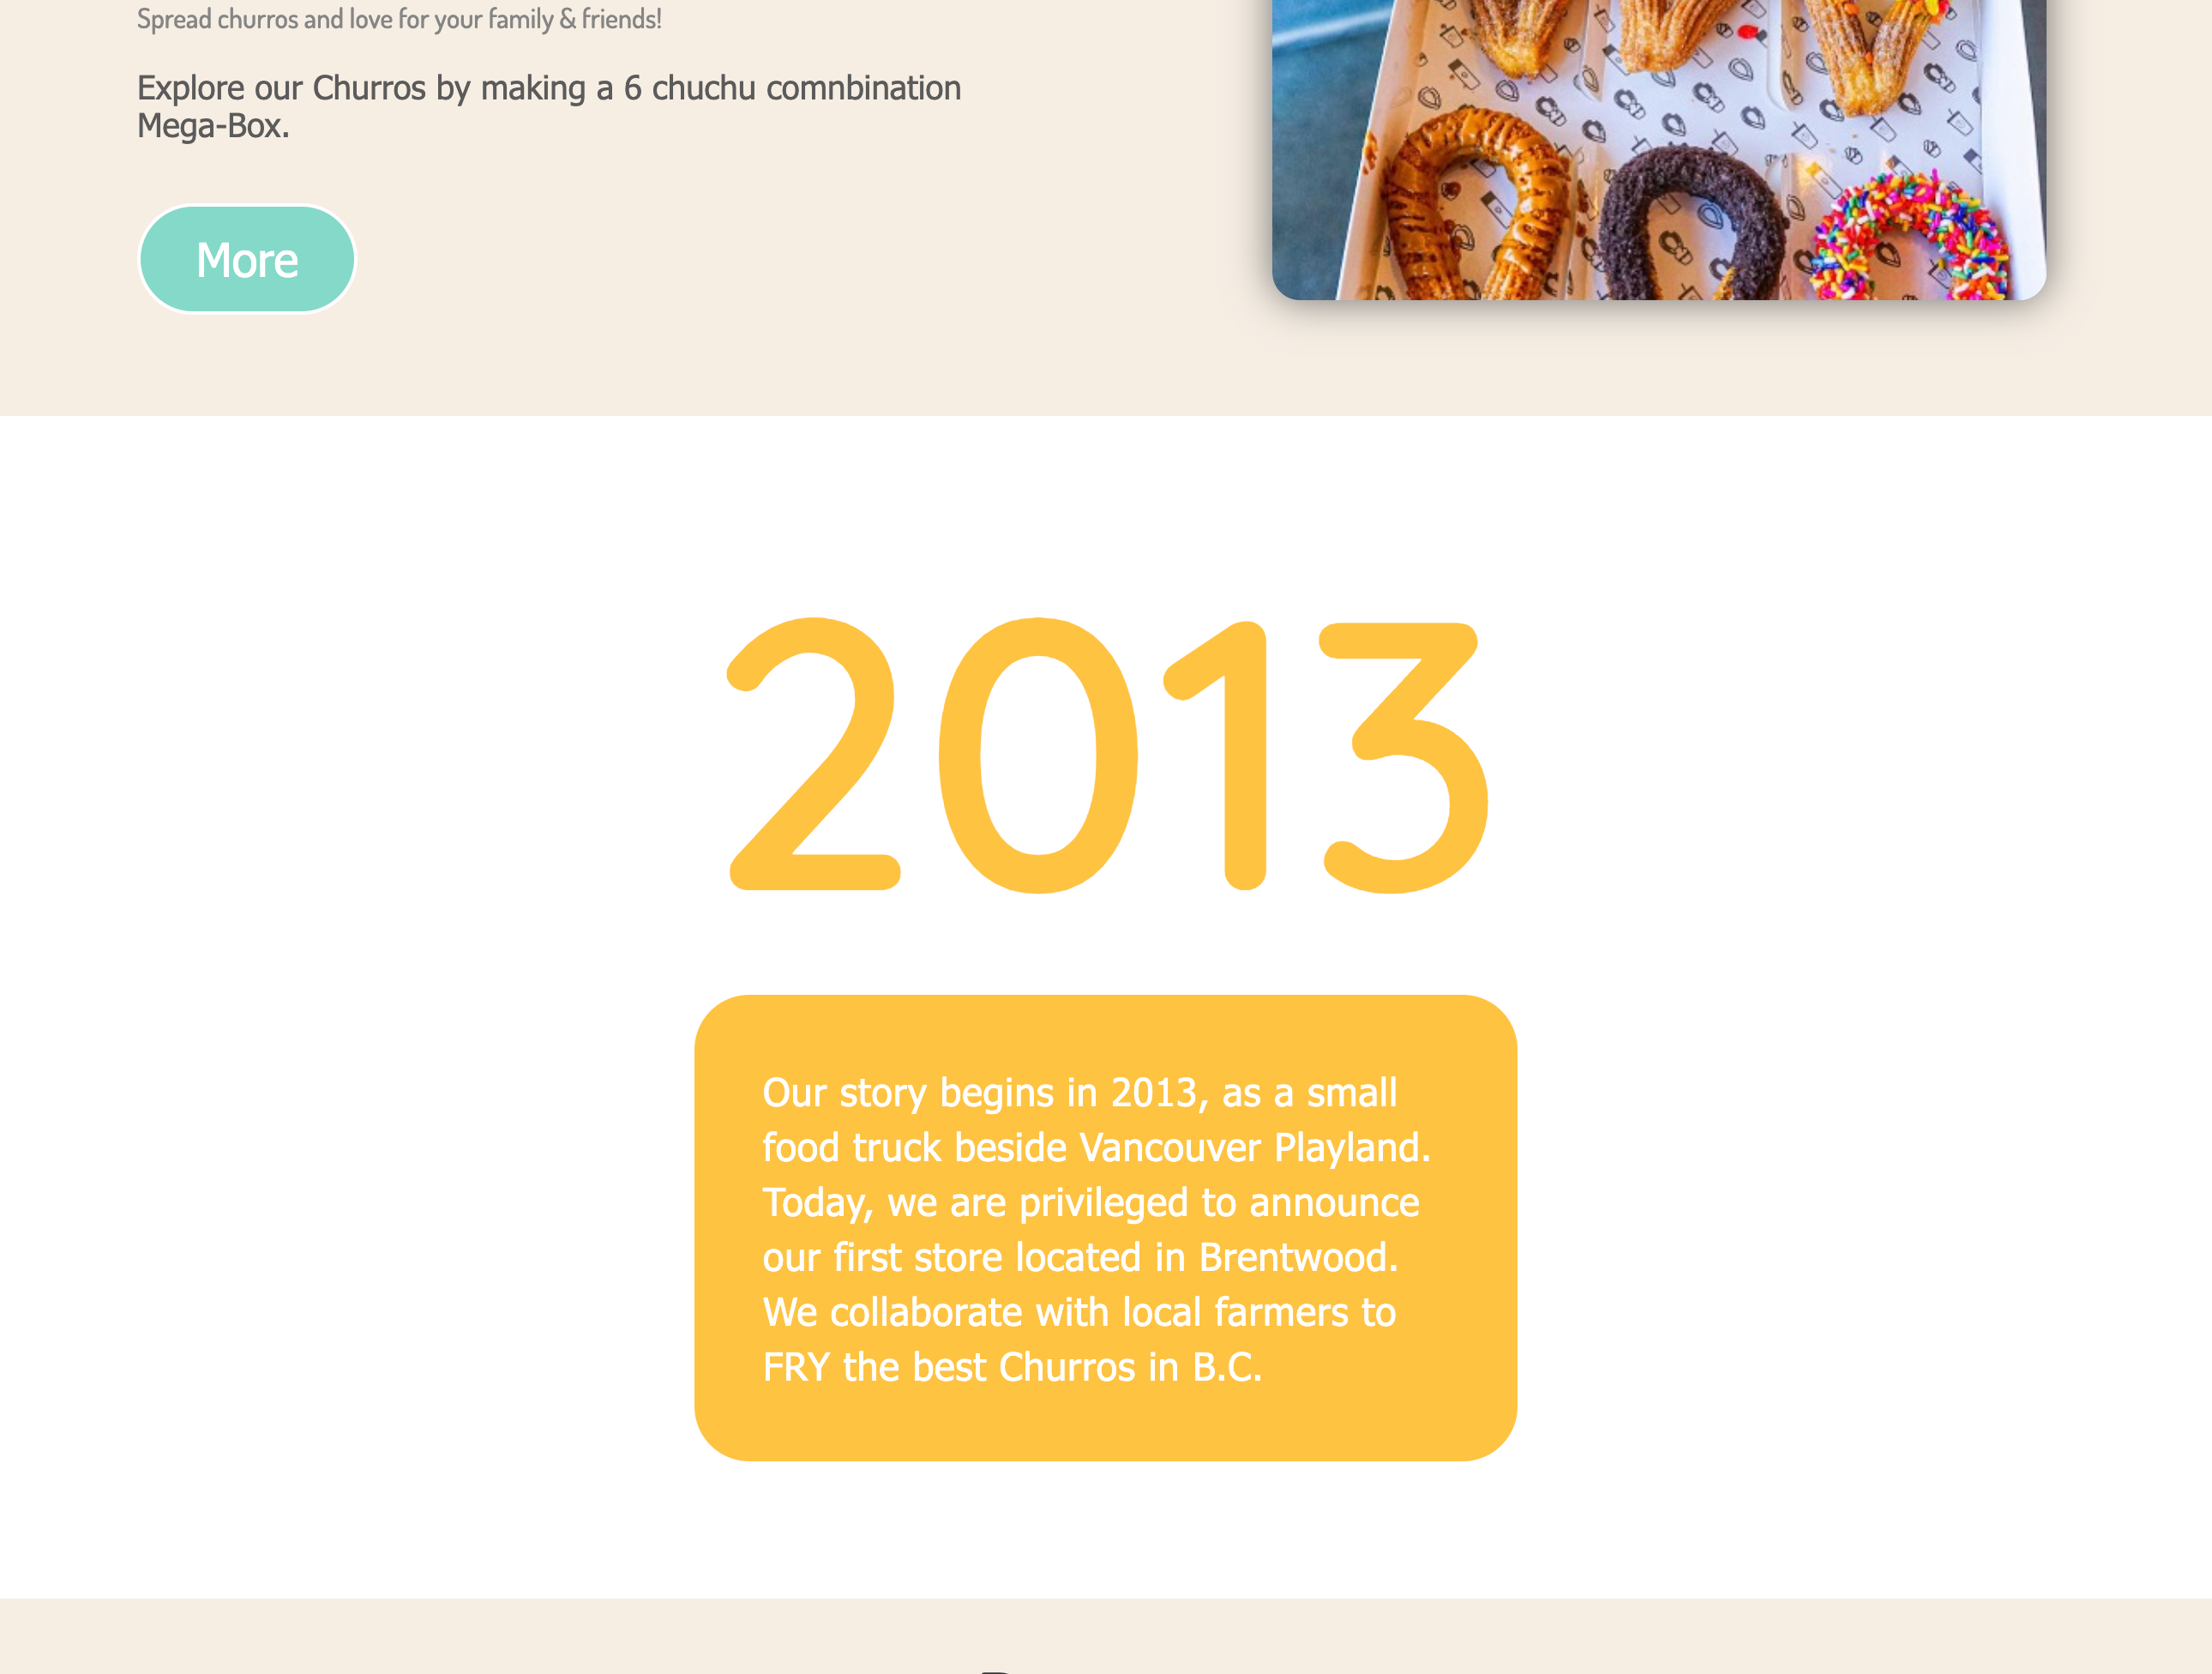 Spread churros and love for your family & friends!
Explore our Churros by making a 6 chuchu comnbination
Mega-Box.
More
2013
Our story begins in 2013, as a small
food truck beside Vancouver Playland.
Today, we are privileged to announce
our first store located in Brentwood.
We collaborate with local farmers to
FRY the best Churros in B.C.